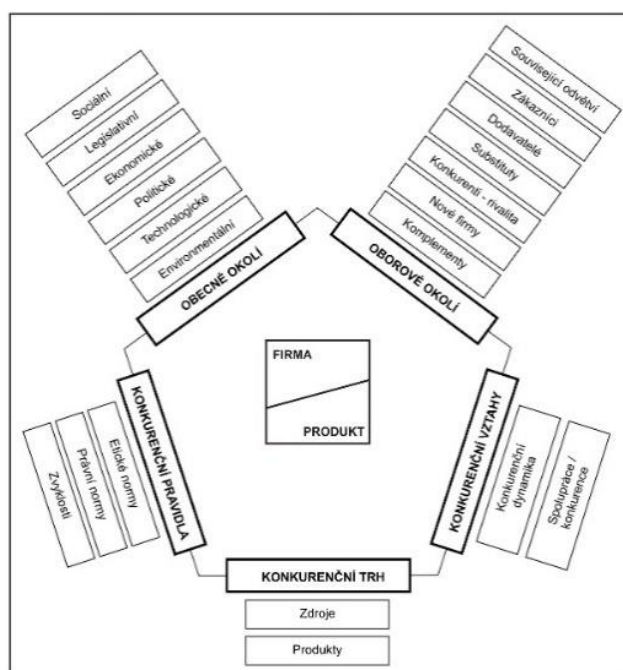 Sociální
Legislativní
Ekonomické
Politické
Technologické
Environmentální
OBECNÉ OKOLÍ
Související odvětví
Zákazníci
Dodavatelé
Substituty
Konkurenti - rivalita
Nové firmy
Komplementy
OBOROVÉ OKOLÍ
FIRMA
PRODUKT
KONKURENČNÍ PRAVIDLA
Etické normy
Právní normy
Zvyklosti
KONKURENČNÍ VZTAHY
Konkurenční
dynamika
Spolupráce /
konkurence
KONKURENČNÍ TRH
Zdroje
Produkty